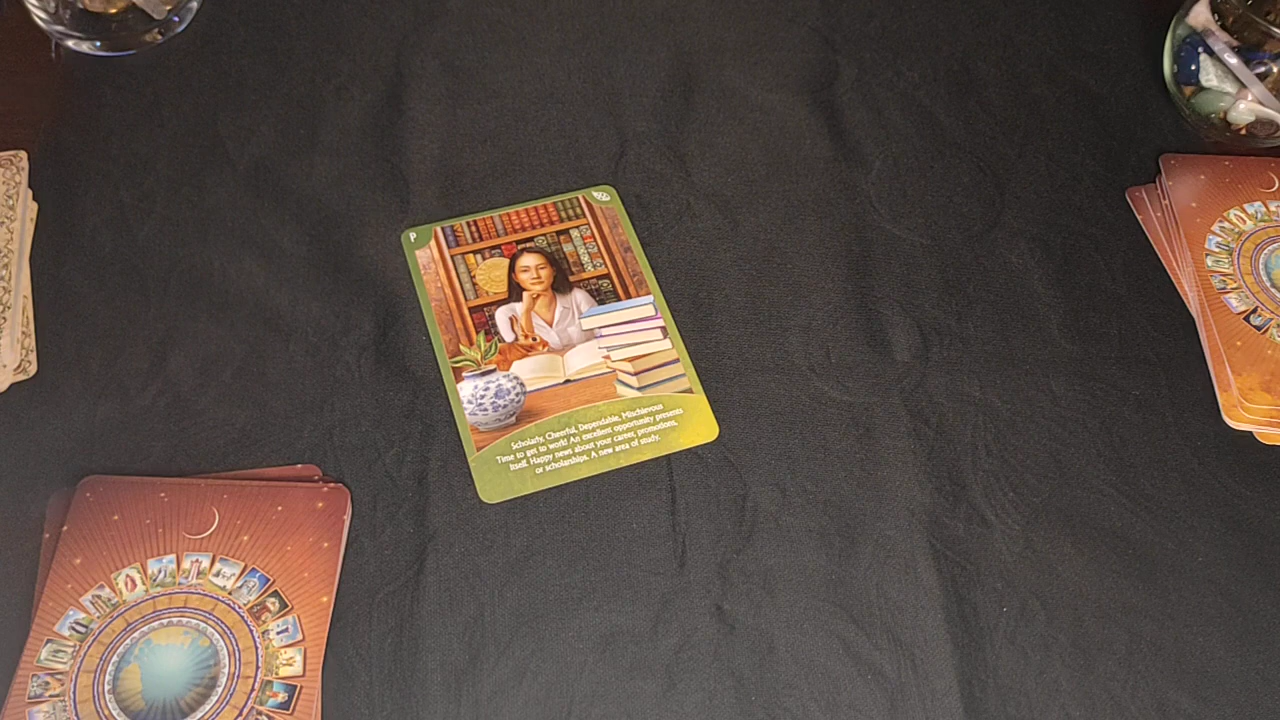 P
Scholarly, Cheerful, Dependable, Mischievous
Time to get to work! An excellent opportunity presents
itself. Happy news about your career, promotions,
or scholarships. A new area of study.